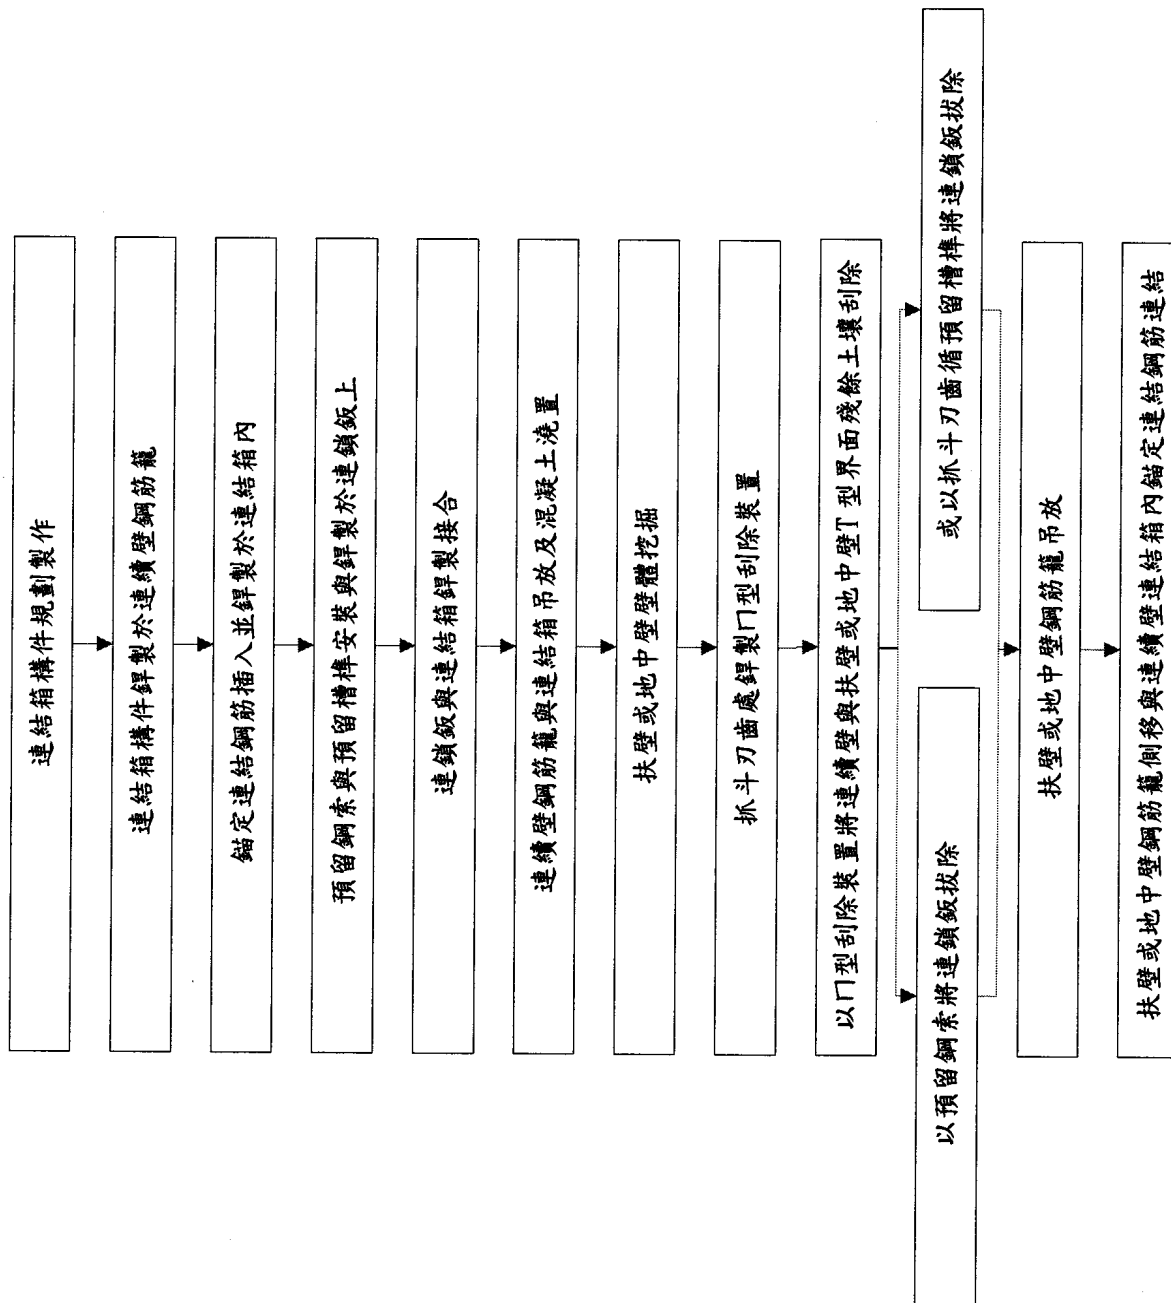 連結箱構件規劃製作
連結箱構件銲製於連續壁鋼筋籠
錨定連結鋼筋插入並銲製於連結箱內
預留鋼索與預留槽榫安裝與銲製於連鎖鈑上
連鎖鈑與連結箱銲製接合
連續壁鋼筋籠與連結箱吊放及混凝土澆置
扶壁或地中壁壁體挖掘
抓斗刃齒處銲製冂型刮除裝置
以冂型刮除裝置將連續壁與扶壁或地中壁T型界面殘餘土壤刮除
以預留鋼索將連鎖鈑拔除
或以抓斗刃齒循預留槽榫將連鎖鈑拔除
扶壁或地中壁鋼筋籠吊放
扶壁或地中壁鋼筋籠側移與連續壁連結箱內錨定連結鋼筋連結